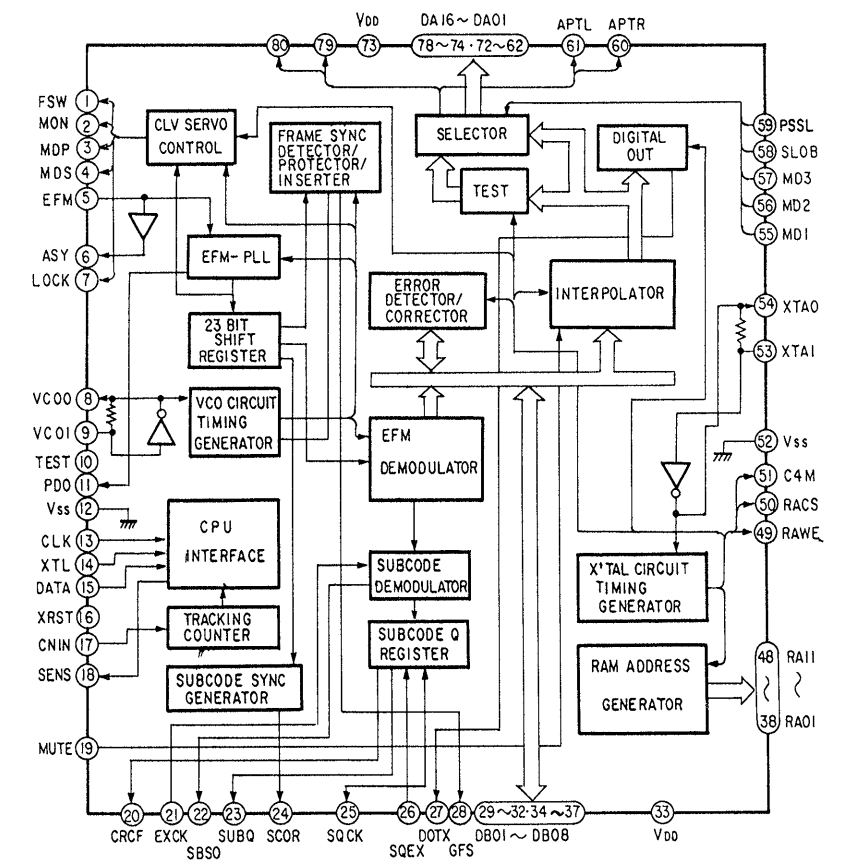 VDD DA16~DA01 APTL APTR
80 79 73 78~74·72~62 61 60
FSW 1
MON 2
MDP 3
MDS 4
EFM 5
ASY 6
LOCK 7
VCOO 8
VCOI 9
TEST 10
PDO 11
Vss 12
CLK 13
XTL 14
DATA 15
XRST 16
CNIN 17
SENS 18
MUTE 19
CLV SERVO
CONTROL
FRAME SYNC
DETECTOR/
PROTECTOR/
INSERTER
SELECTOR
TEST
DIGITAL
OUT
EFM-PLL
ERROR
DETECTOR/
CORRECTOR
INTERPOLATOR
23 BIT
SHIFT
REGISTER
VCO CIRCUIT
TIMING
GENERATOR
EFM
DEMODULATOR
CPU
INTERFACE
SUBCODE
DEMODULATOR
TRACKING
COUNTER
SUBCODE Q
REGISTER
SUBCODE SYNC
GENERATOR
X'TAL CIRCUIT
TIMING
GENERATOR
RAM ADDRESS
GENERATOR
59 PSSL
58 SLOB
57 MD3
56 MD2
55 MD1
54 XTAO
53 XTAI
52 Vss
51 C4M
50 RACS
49 RAWE
48 RA11
~ ~
38 RA01
20 21 22 23 24 25 26 27 28 29~32·34~37 33
CRCF EXCK SUBQ SCOR SQCK DOTX DB01~DB08 VDD
SBSO SQEX GFS